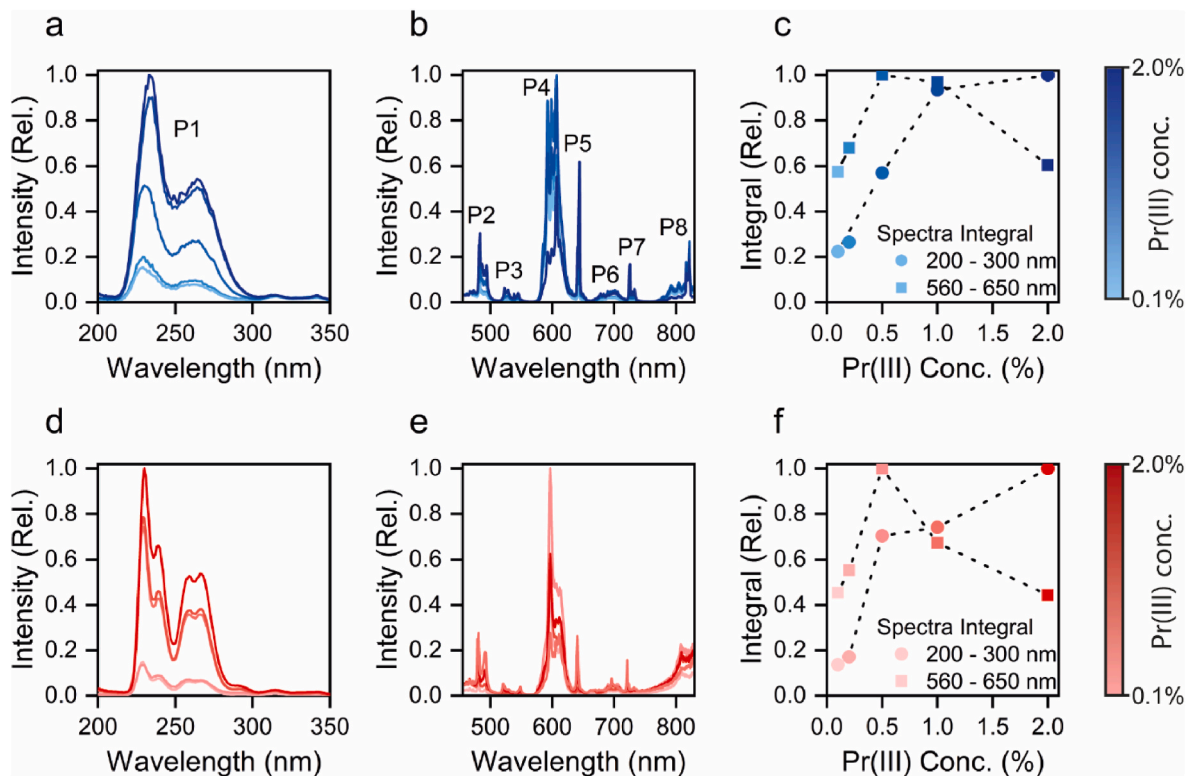 a
Intensity (Rel.)
1.0
0.8
0.6
0.4
0.2
0.0
P1
200 250 300 350
Wavelength (nm)
b
Intensity (Rel.)
1.0
0.8
0.6
0.4
0.2
0.0
P4
P5
P2
P3
P6
P7
P8
500 600 700 800
Wavelength (nm)
c
Integral (Rel.)
1.0
0.8
0.6
0.4
0.2
0.0
Spectra Integral
200 - 300 nm
560 - 650 nm
0.0 0.5 1.0 1.5 2.0
Pr(III) Conc. (%)
2.0%
Pr(III) conc.
0.1%
d
Intensity (Rel.)
1.0
0.8
0.6
0.4
0.2
0.0
200 250 300 350
Wavelength (nm)
e
Intensity (Rel.)
1.0
0.8
0.6
0.4
0.2
0.0
500 600 700 800
Wavelength (nm)
f
Integral (Rel.)
1.0
0.8
0.6
0.4
0.2
0.0
Spectra Integral
200 - 300 nm
560 - 650 nm
0.0 0.5 1.0 1.5 2.0
Pr(III) Conc. (%)
2.0%
Pr(III) conc.
0.1%